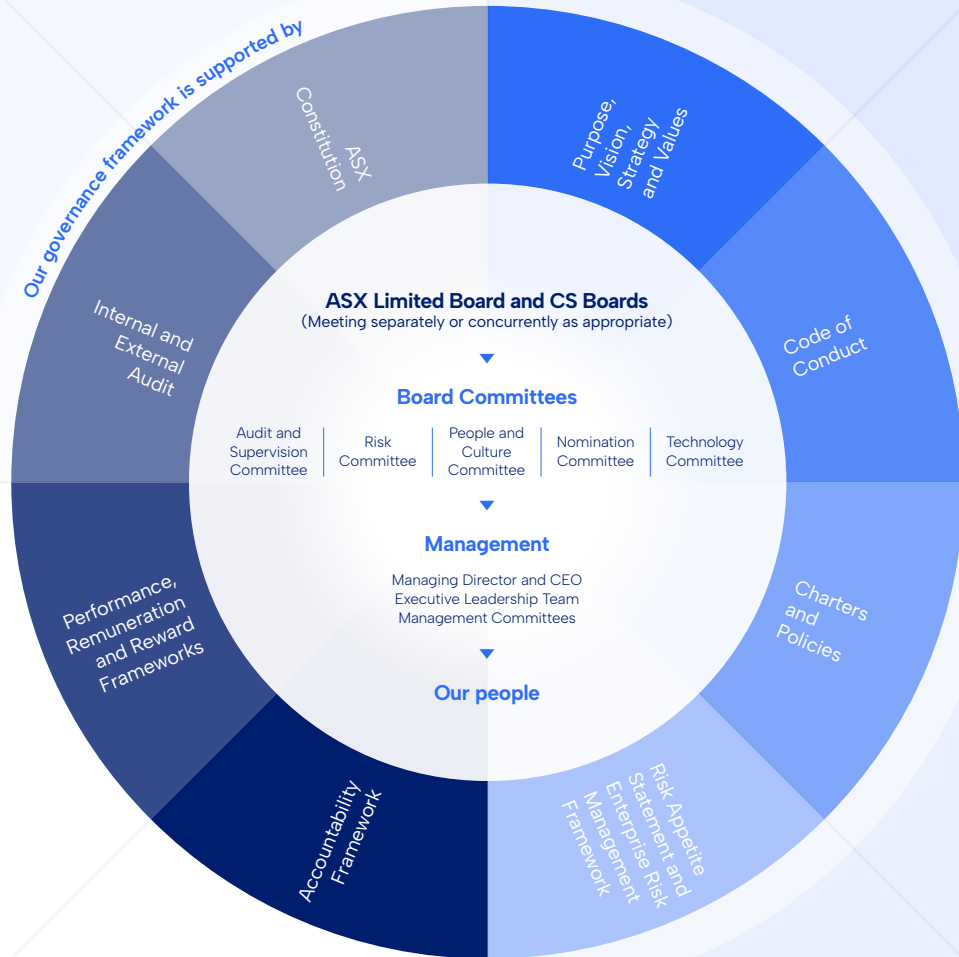 Our governance framework is supported by
Purpose,
Vision,
Strategy
and Values
Code of
Conduct
Charters
and
Policies
Risk Appetite
Statement and
Enterprise Risk
Management
Framework
Accountability
Framework
Performance,
Remuneration
and Reward
Frameworks
Internal and
External
Audit
ASX
Constitution
ASX Limited Board and CS Boards
(Meeting separately or concurrently as appropriate)
Board Committees
Audit and
Supervision
Committee
Risk
Committee
People and
Culture
Committee
Nomination
Committee
Technology
Committee
Management
Managing Director and CEO
Executive Leadership Team
Management Committees
Our people